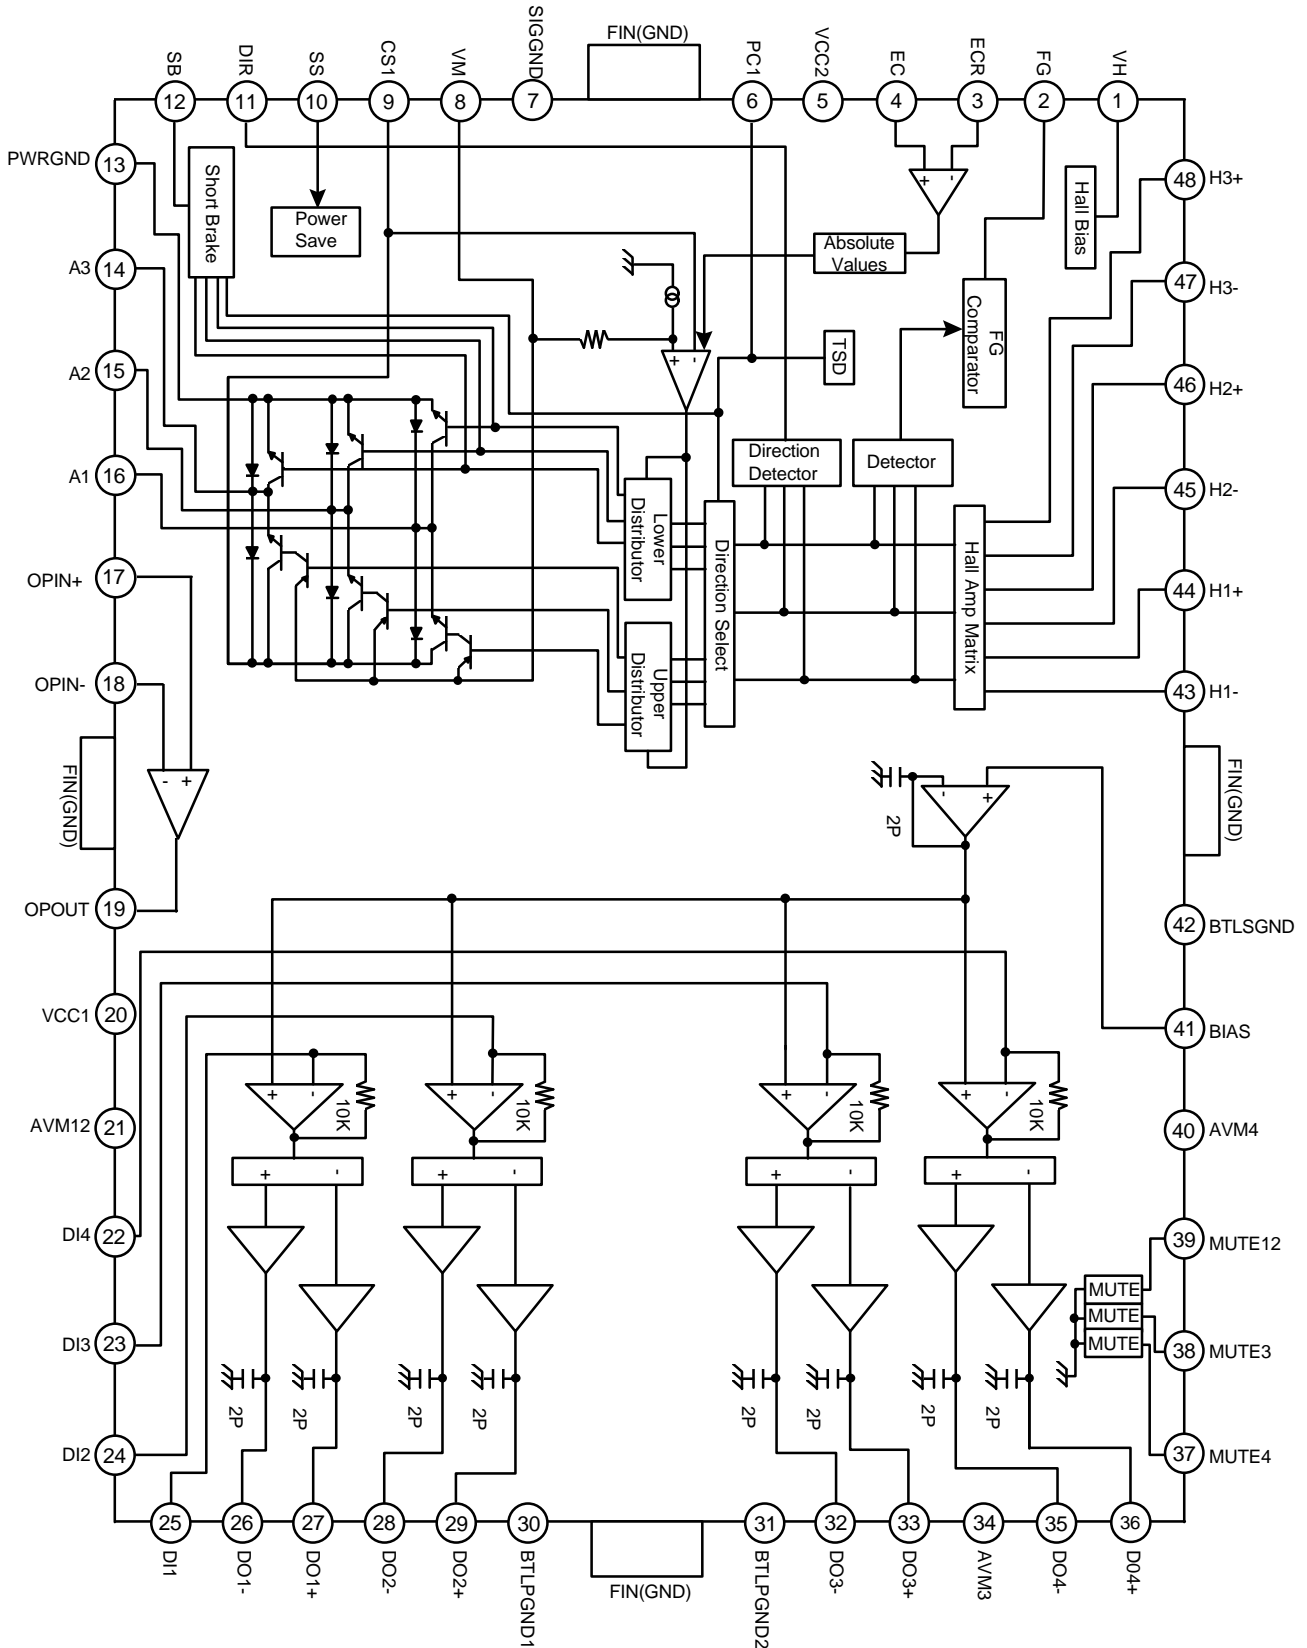 FIN(GND)
SB
DIR
SS
CS1
VM
SIGGND
PC1
VCC2
EC
ECR
FG
VH
12
11
10
9
8
7
6
5
4
3
2
1
PWRGND
13
A3
14
A2
15
A1
16
OPIN+
17
OPIN-
18
FIN(GND)
OPOUT
19
VCC1
20
AVM12
21
DI4
22
DI3
23
DI2
24
48
H3+
47
H3-
46
H2+
45
H2-
44
H1+
43
H1-
FIN(GND)
42
BTLSGND
41
BIAS
40
AVM4
39
MUTE12
38
MUTE3
37
MUTE4
Short Brake
Power
Save
Absolute
Values
Hall Bias
FG
Comparator
TSD
+ -
+ -
Direction
Detector
Detector
Lower
Distributor
Upper
Distributor
Direction Select
Hall Amp Matrix
- +
- +
2P
+ -
10K
+ -
10K
+ -
10K
+ -
10K
+ -
+ -
+ -
+ -
MUTE
MUTE
MUTE
2P
2P
2P
2P
2P
2P
2P
2P
25
26
27
28
29
30
31
32
33
34
35
36
DI1
DO1-
DO1+
DO2-
DO2+
BTLPGND1
FIN(GND)
BTLPGND2
DO3-
DO3+
AVM3
DO4-
D04+